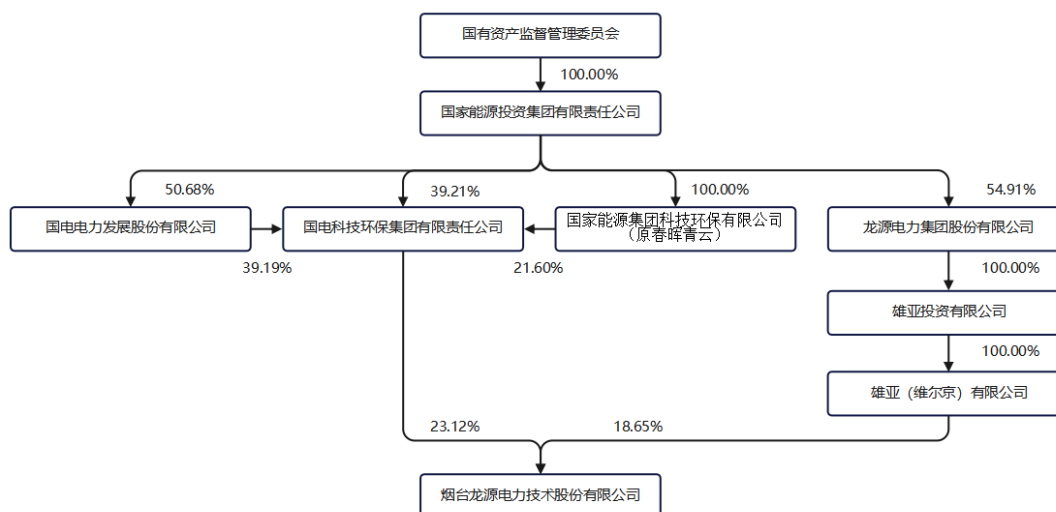 国有资产监督管理委员会
100.00%
国家能源投资集团有限责任公司
50.68%
39.21%
100.00%
54.91%
国电电力发展股份有限公司
国电科技环保集团有限责任公司
国家能源集团科技环保有限公司
（原春晖青云）
龙源电力集团股份有限公司
39.19%
21.60%
100.00%
雄亚投资有限公司
100.00%
雄亚（维尔京）有限公司
23.12%
18.65%
烟台龙源电力技术股份有限公司